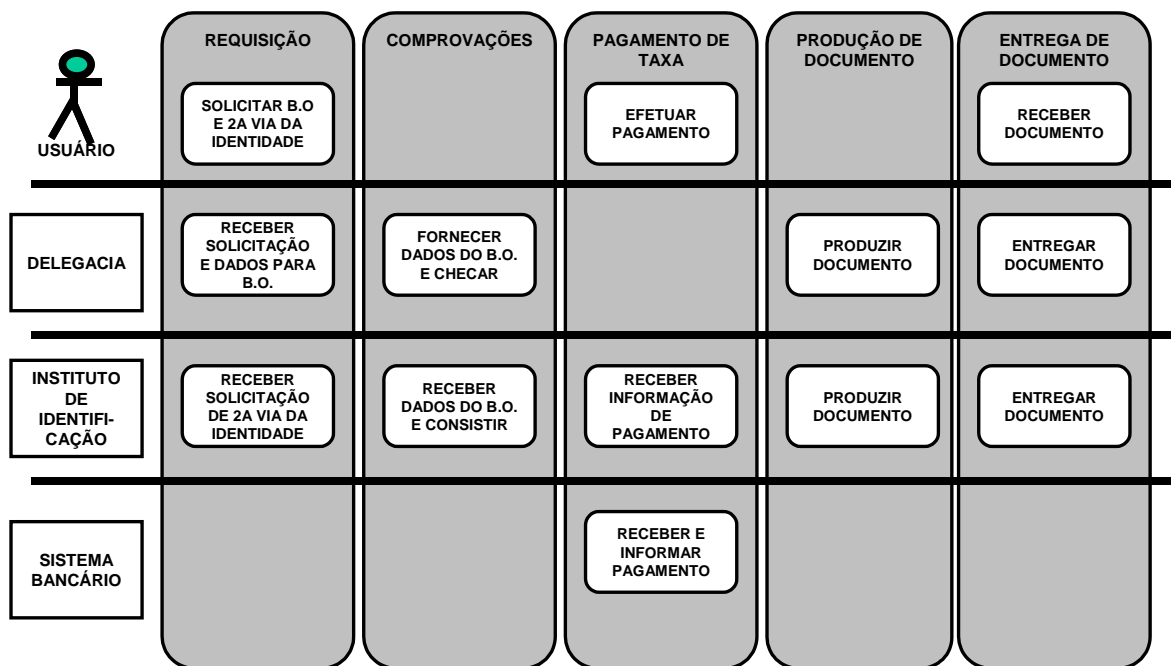 REQUISIÇÃO
COMPROVAÇÕES
PAGAMENTO DE
TAXA
PRODUÇÃO DE
DOCUMENTO
ENTREGA DE
DOCUMENTO
USUÁRIO
SOLICITAR B.O
E 2A VIA DA
IDENTIDADE
EFETUAR
PAGAMENTO
RECEBER
DOCUMENTO
DELEGACIA
RECEBER
SOLICITAÇÃO
E DADOS PARA
B.O.
FORNECER
DADOS DO B.O.
E CHECAR
PRODUZIR
DOCUMENTO
ENTREGAR
DOCUMENTO
INSTITUTO
DE
IDENTIFI-
CAÇÃO
RECEBER
SOLICITAÇÃO
DE 2A VIA DA
IDENTIDADE
RECEBER
DADOS DO B.O.
E CONSISTIR
RECEBER
INFORMAÇÃO
DE
PAGAMENTO
PRODUZIR
DOCUMENTO
ENTREGAR
DOCUMENTO
SISTEMA
BANCÁRIO
RECEBER E
INFORMAR
PAGAMENTO